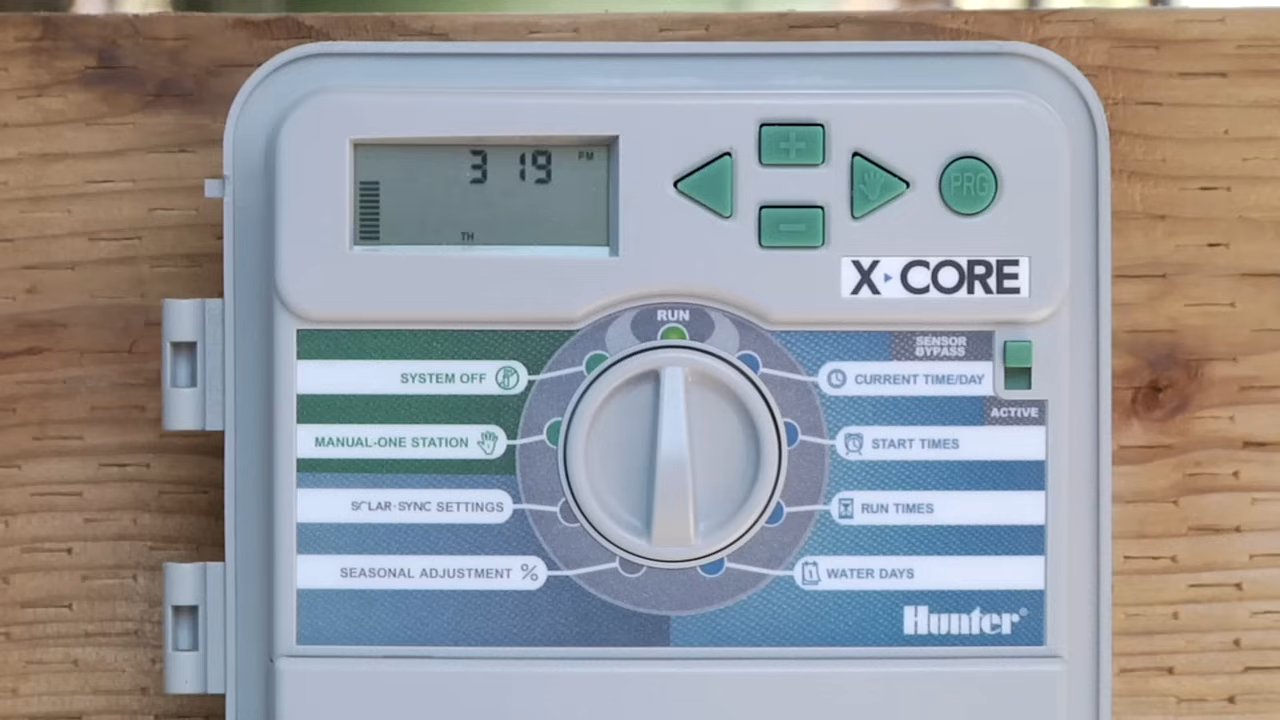 3 19 PM
TH
+
-
PRG
X CORE
RUN
SENSOR
BYPASS
SYSTEM OFF
CURRENT TIME/DAY
ACTIVE
MANUAL-ONE STATION
START TIMES
SOLAR-SYNC SETTINGS
RUN TIMES
SEASONAL ADJUSTMENT %
1 WATER DAYS
Hunter®